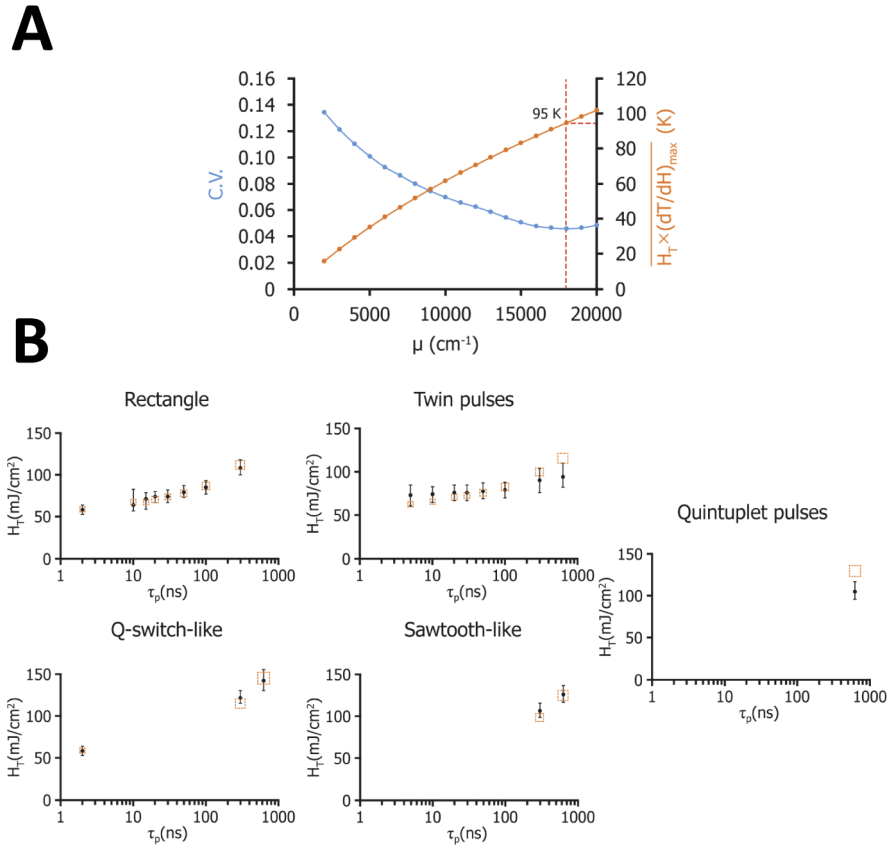 A
C.V.
0.16
0.14
0.12
0.10
0.08
0.06
0.04
0.02
0
120
100
80
60
40
20
0
95 K
H_T×(dT/dH)_max (K)
0 5000 10000 15000 20000
μ (cm⁻¹)
B
Rectangle
H_T(mJ/cm²)
150
100
50
0
1 10 100 1000
τ_p(ns)
Twin pulses
H_T(mJ/cm²)
150
100
50
0
1 10 100 1000
τ_p(ns)
Quintuplet pulses
H_T(mJ/cm²)
150
100
50
0
1 10 100 1000
τ_p(ns)
Q-switch-like
H_T(mJ/cm²)
150
100
50
0
1 10 100 1000
τ_p(ns)
Sawtooth-like
H_T(mJ/cm²)
150
100
50
0
1 10 100 1000
τ_p(ns)